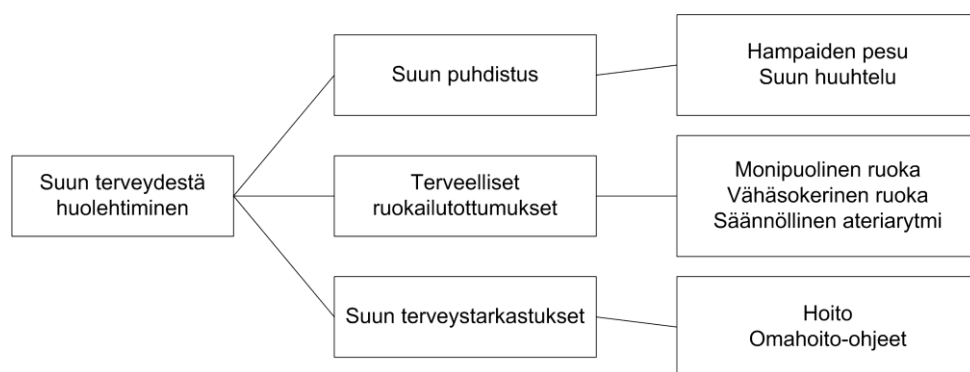 Suun terveydestä
huolehtiminen
Suun puhdistus
Hampaiden pesu
Suun huuhtelu
Terveelliset
ruokailutottumukset
Monipuolinen ruoka
Vähäsokerinen ruoka
Säännöllinen ateriarytmi
Suun terveystarkastukset
Hoito
Omahoito-ohjeet